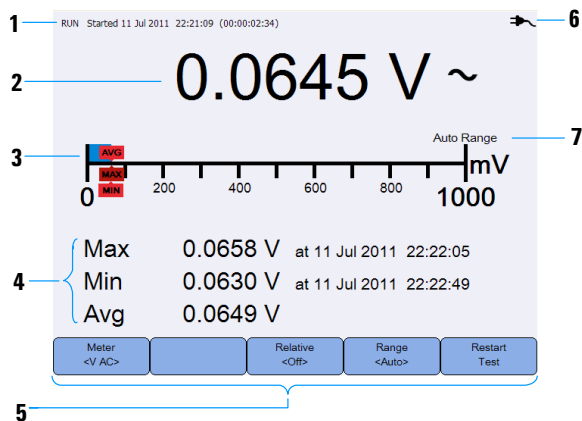 1 RUN Started 11 Jul 2011 22:21:09 (00:00:02:34) 6
2 0.0645 V ~
Auto Range 7
3 AVG
MAX
MIN
0 200 400 600 800 1000 mV
4
Max 0.0658 V at 11 Jul 2011 22:22:05
Min 0.0630 V at 11 Jul 2011 22:22:49
Avg 0.0649 V
Meter <V AC>
Relative <Off>
Range <Auto>
Restart Test
5